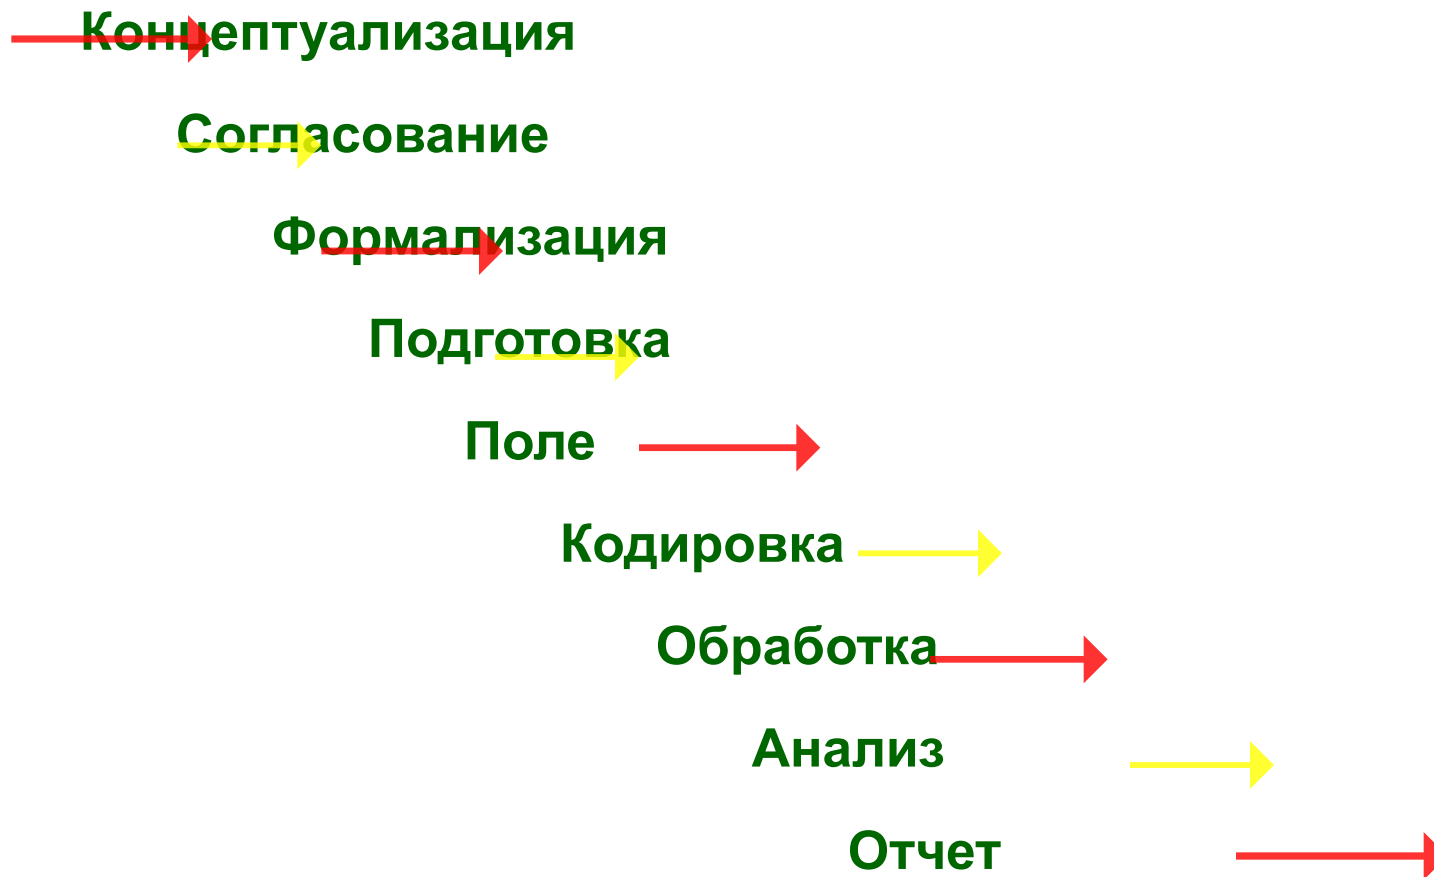 Концептуализация
Согласование
Формализация
Подготовка
Поле
Кодировка
Обработка
Анализ
Отчет